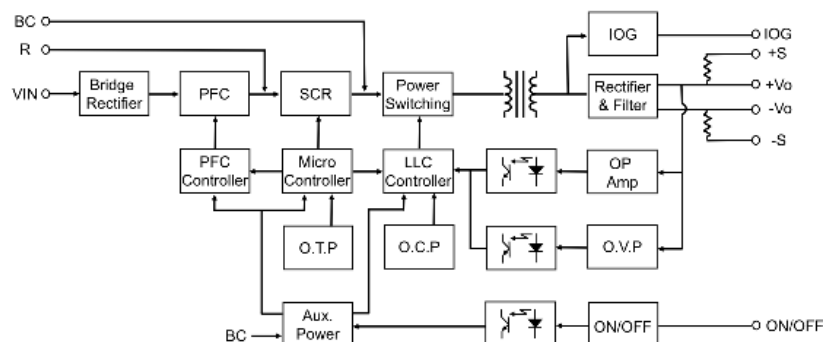 BC
R
VIN
Bridge
Rectifier
PFC
SCR
Power
Switching
IOG
IOG
+S
Rectifier
& Filter
+Vo
-Vo
-S
PFC
Controller
Micro
Controller
LLC
Controller
OP
Amp
O.T.P
O.C.P
O.V.P
BC
Aux.
Power
ON/OFF
ON/OFF